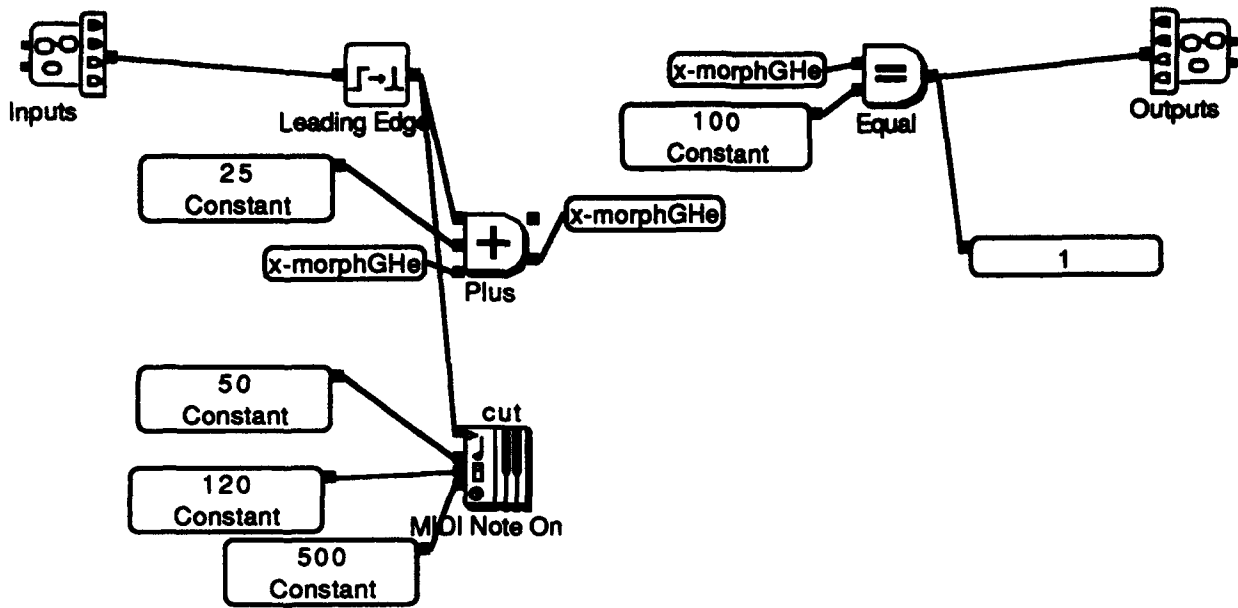 Inputs
Leading Edge
x-morphGHe
=
Equal
100
Constant
Outputs
25
Constant
x-morphGHe
+
Plus
x-morphGHe
1
50
Constant
cut
120
Constant
MIDI Note On
500
Constant